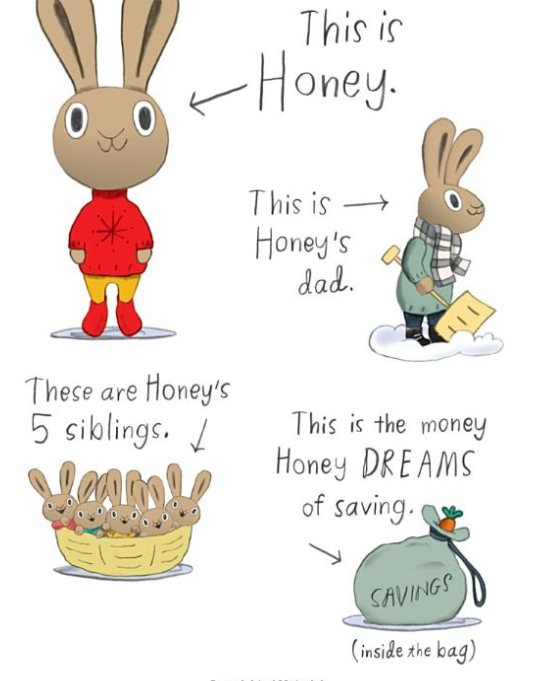 This is
Honey.
This is
Honey's
dad.
These are Honey's
5 siblings.
This is the money
Honey DREAMS
of saving.
SAVINGS
(inside the bag)